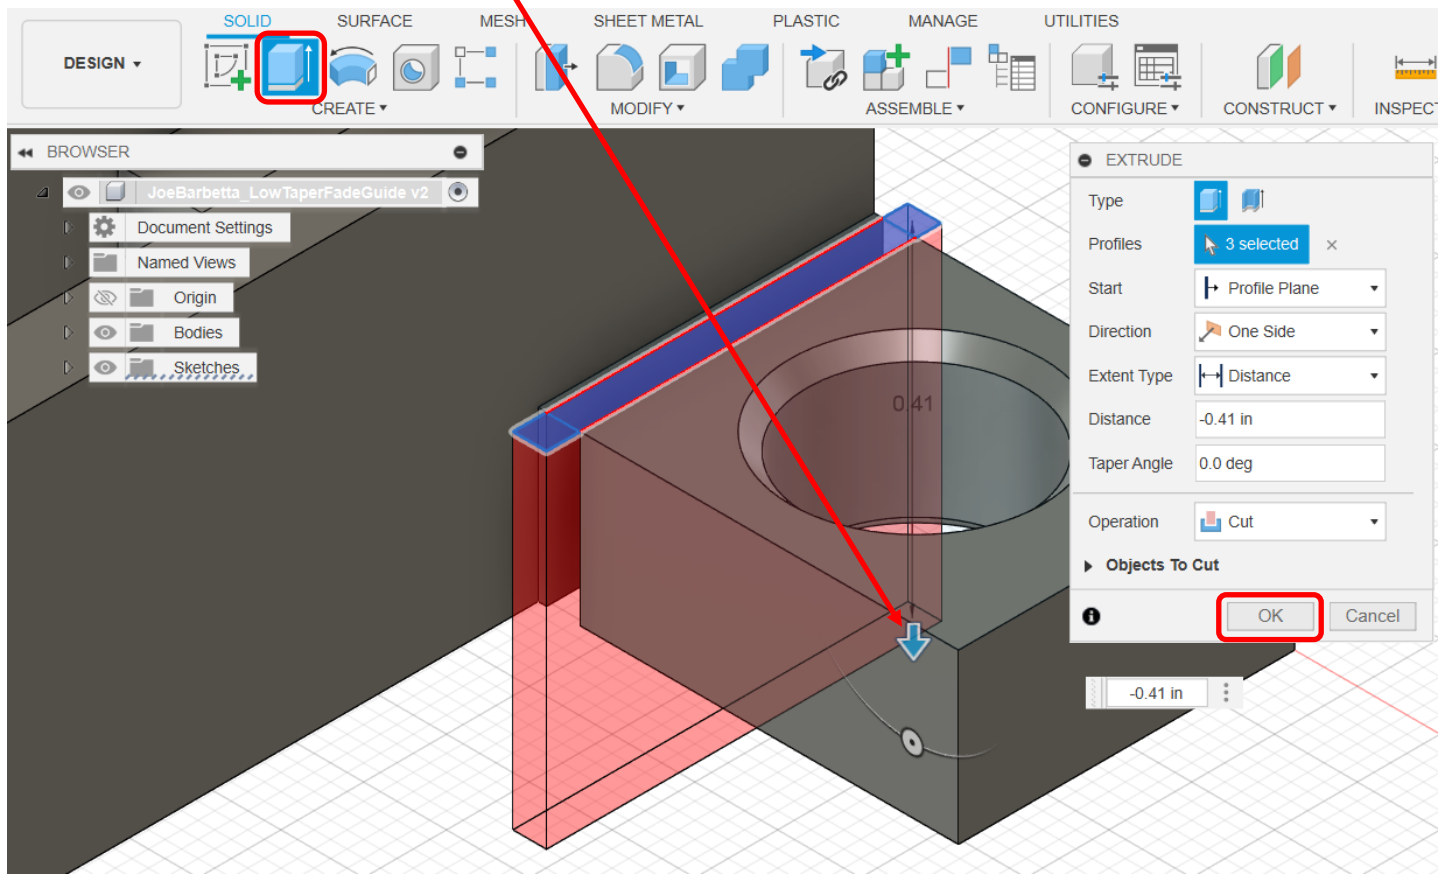 SOLID SURFACE MESH SHEET METAL PLASTIC MANAGE UTILITIES
DESIGN
CREATE MODIFY ASSEMBLE CONFIGURE CONSTRUCT INSPECT
BROWSER
JoeBarbetta_LowTaperFadeGuide v2
Document Settings
Named Views
Origin
Bodies
Sketches
0.41
EXTRUDE
Type
Profiles 3 selected
Start Profile Plane
Direction One Side
Extent Type Distance
Distance -0.41 in
Taper Angle 0.0 deg
Operation Cut
Objects To Cut
OK Cancel
-0.41 in